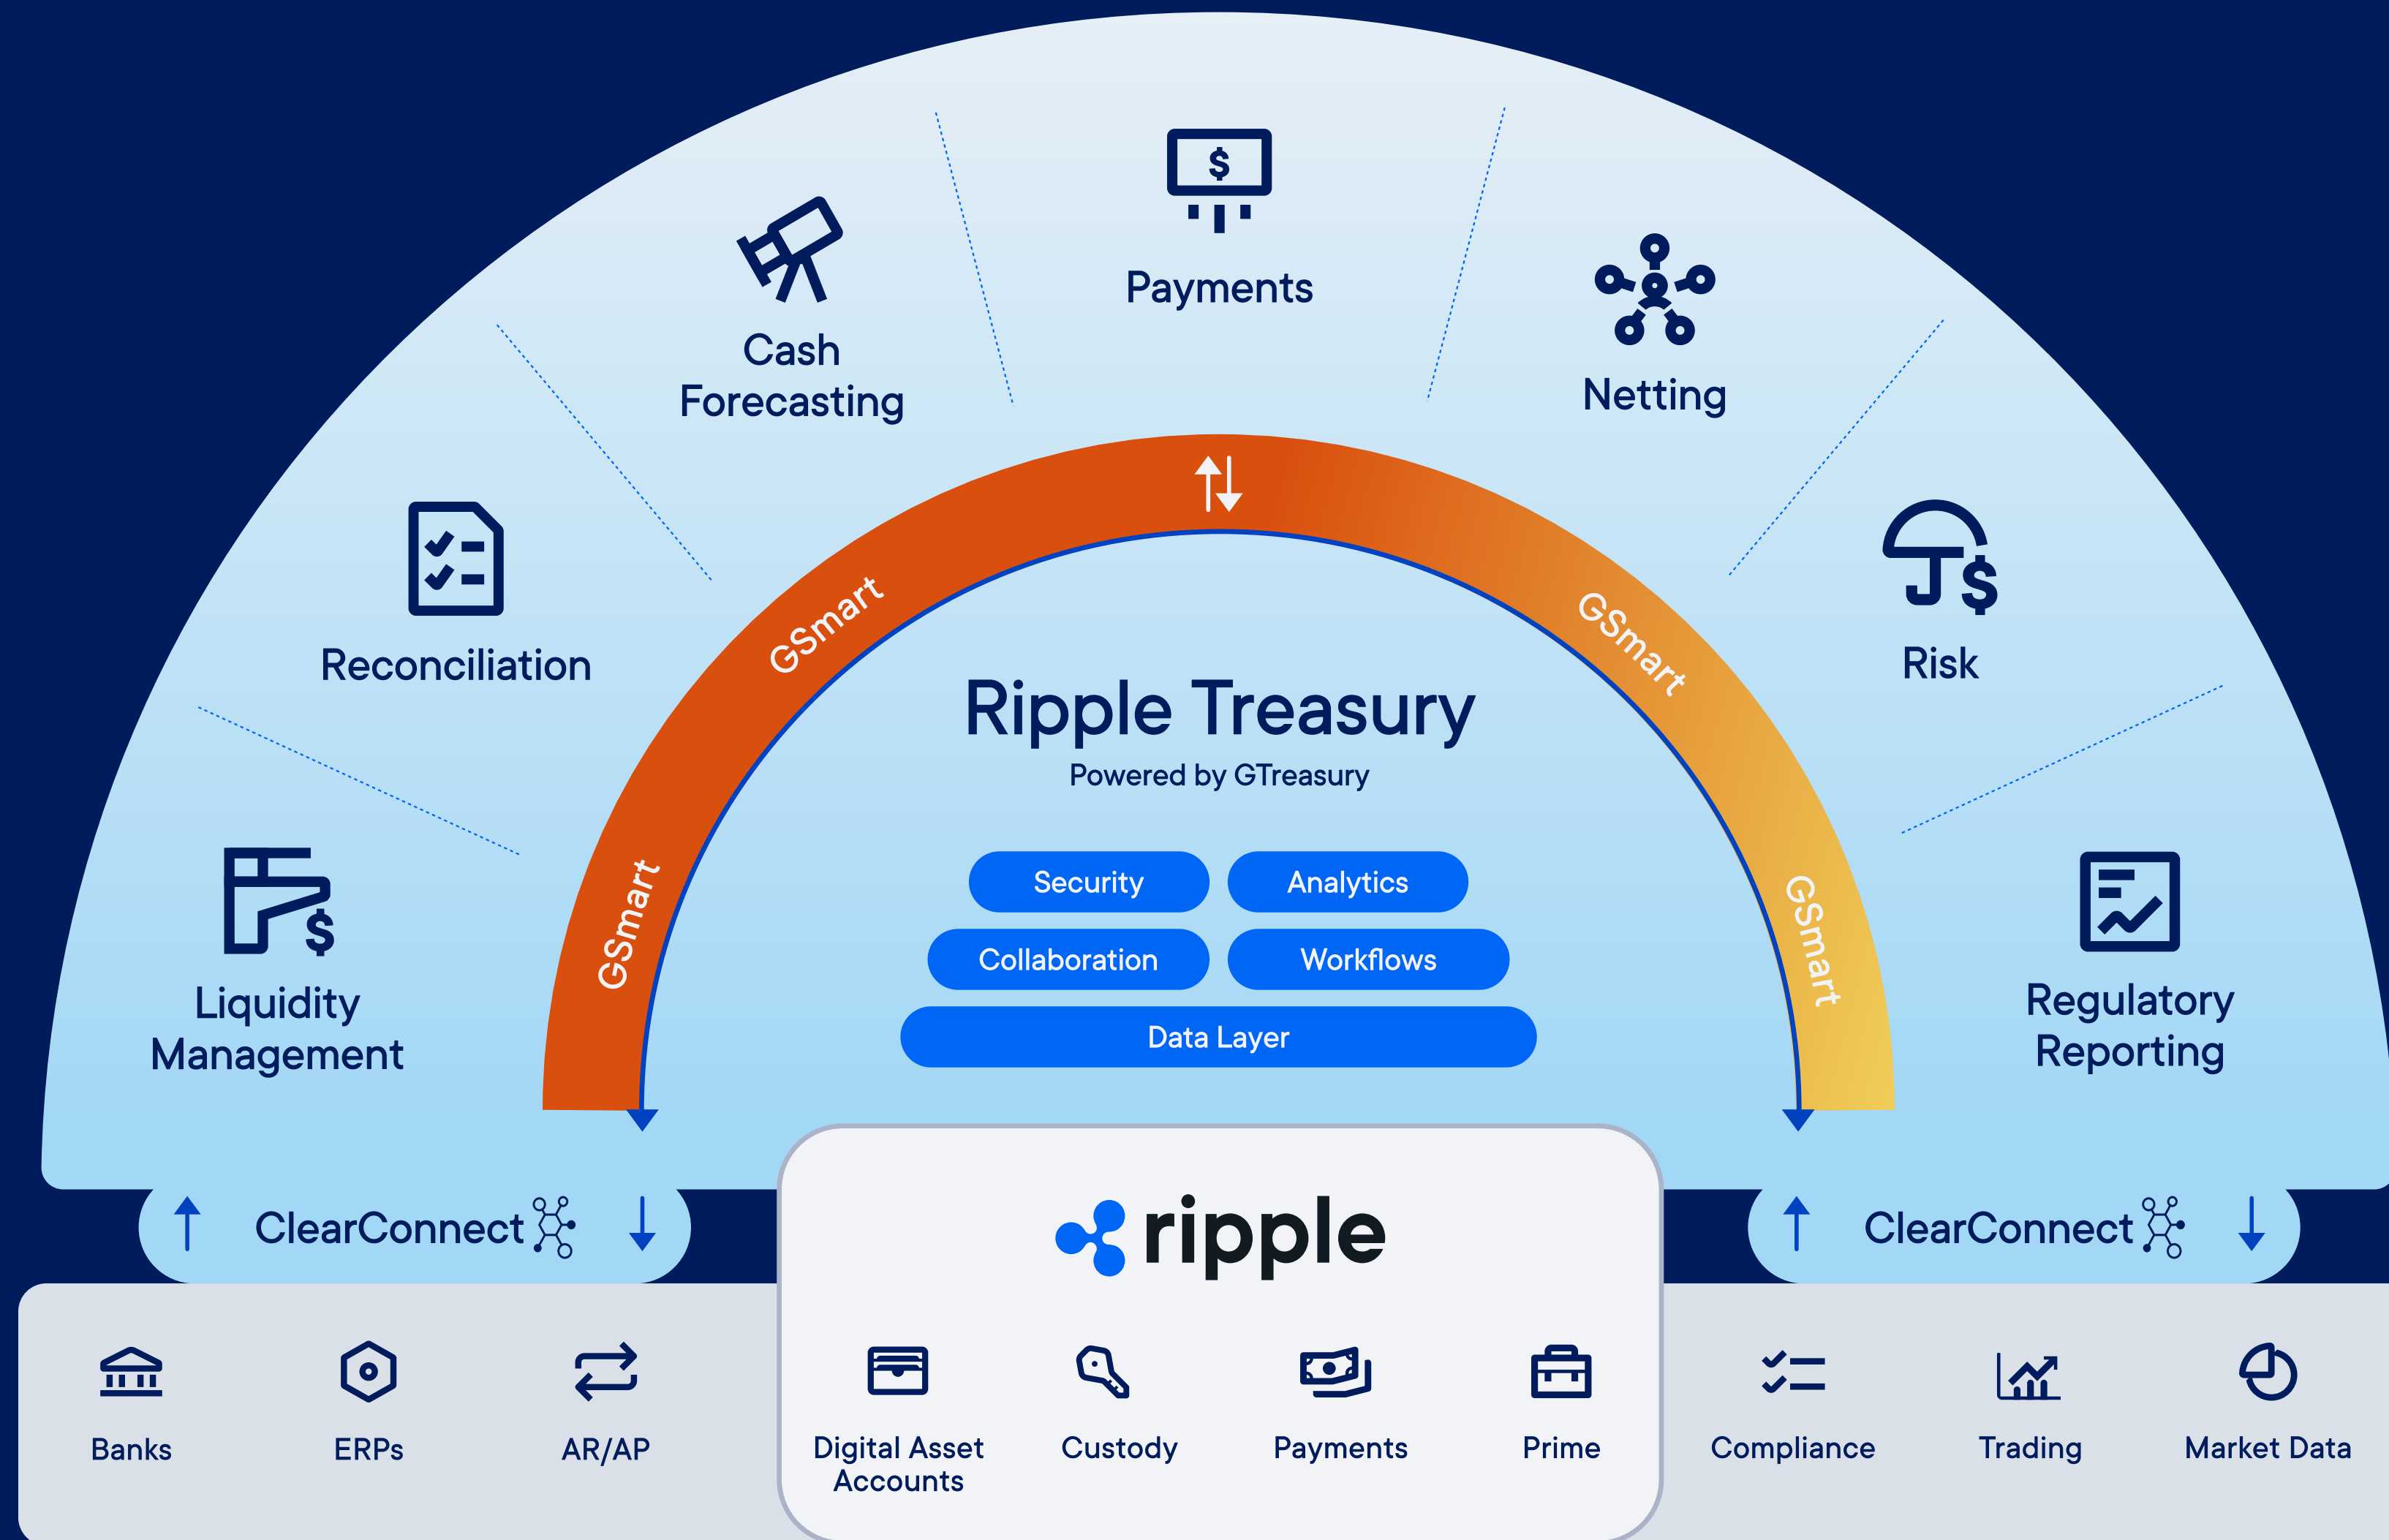 Payments
Cash
Forecasting
Netting
Reconciliation
Risk
Liquidity
Management
Regulatory
Reporting
GSmart
GSmart
GSmart
GSmart
Ripple Treasury
Powered by GTreasury
Security
Analytics
Collaboration
Workflows
Data Layer
ClearConnect
ripple
ClearConnect
Banks
ERPs
AR/AP
Digital Asset
Accounts
Custody
Payments
Prime
Compliance
Trading
Market Data